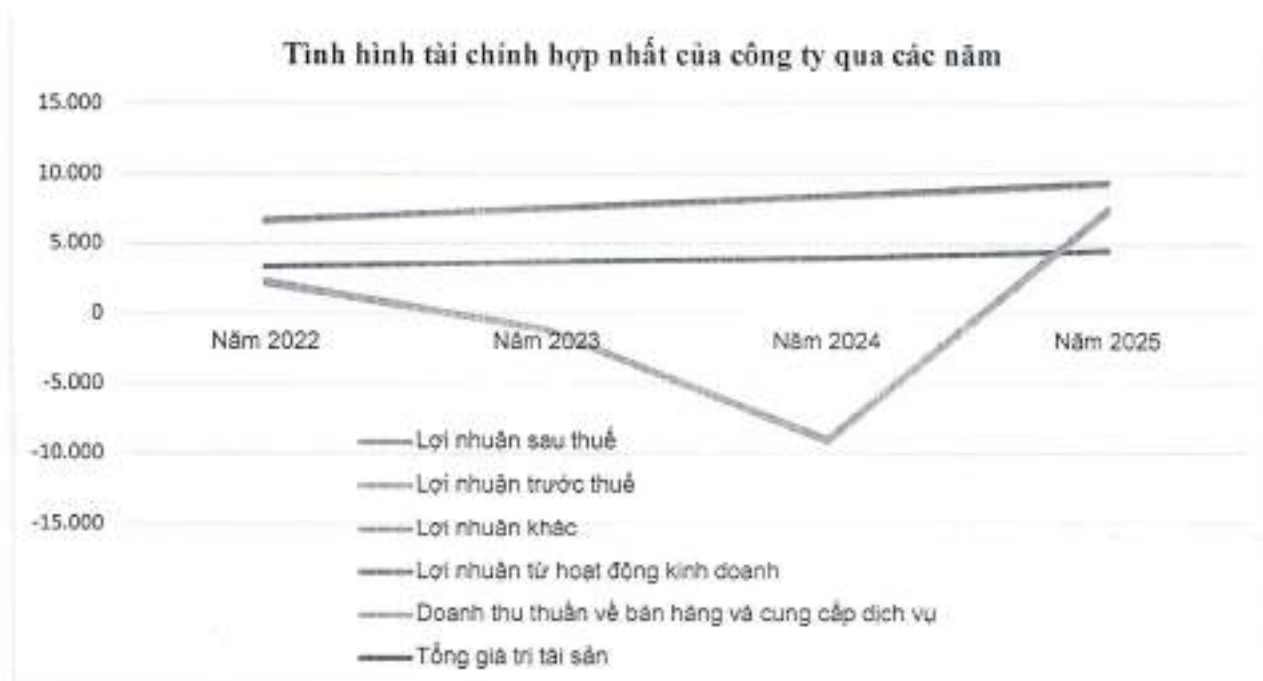 Tình hình tài chính hợp nhất của công ty qua các năm
15.000
10.000
5.000
0
Năm 2022 Năm 2023 Năm 2024 Năm 2025
-5.000
-10.000
-15.000
Lợi nhuận sau thuế
Lợi nhuận trước thuế
Lợi nhuận khác
Lợi nhuận từ hoạt động kinh doanh
Doanh thu thuần về bán hàng và cung cấp dịch vụ
Tổng giá trị tài sản